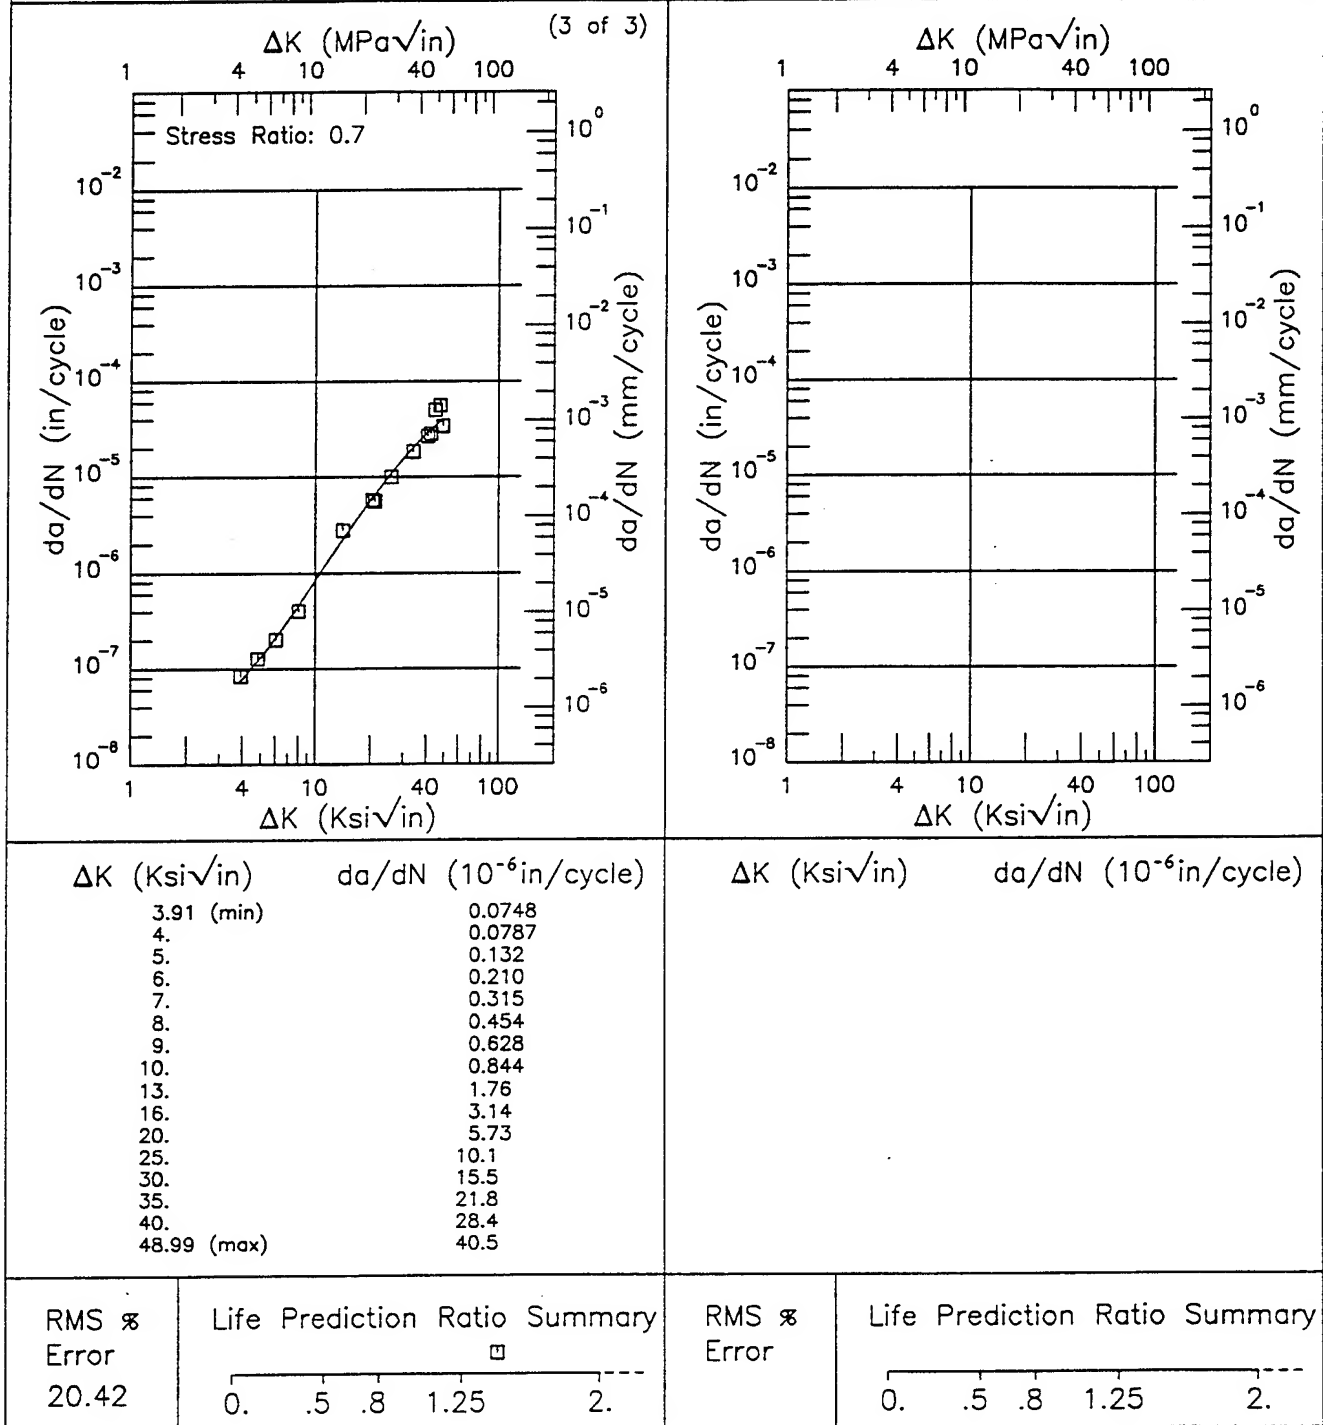 (3 of 3)
ΔK (MPa√in)
1 4 10 40 100
Stress Ratio: 0.7
10⁰
10⁻²
10⁻¹
10⁻³
10⁻²
10⁻⁴
10⁻³
10⁻⁵
10⁻⁴
10⁻⁶
10⁻⁵
10⁻⁷
10⁻⁶
10⁻⁸
da/dN (in/cycle)
da/dN (mm/cycle)
1 4 10 40 100
ΔK (Ksi√in)
ΔK (MPa√in)
1 4 10 40 100
10⁰
10⁻²
10⁻¹
10⁻³
10⁻²
10⁻⁴
10⁻³
10⁻⁵
10⁻⁴
10⁻⁶
10⁻⁵
10⁻⁷
10⁻⁶
10⁻⁸
da/dN (in/cycle)
da/dN (mm/cycle)
1 4 10 40 100
ΔK (Ksi√in)
ΔK (Ksi√in) da/dN (10⁻⁶in/cycle)
3.91 (min) 0.0748
4. 0.0787
5. 0.132
6. 0.210
7. 0.315
8. 0.454
9. 0.628
10. 0.844
13. 1.76
16. 3.14
20. 5.73
25. 10.1
30. 15.5
35. 21.8
40. 28.4
48.99 (max) 40.5
ΔK (Ksi√in) da/dN (10⁻⁶in/cycle)
RMS %
Error
20.42
Life Prediction Ratio Summary
0. .5 .8 1.25 2.
RMS %
Error
Life Prediction Ratio Summary
0. .5 .8 1.25 2.